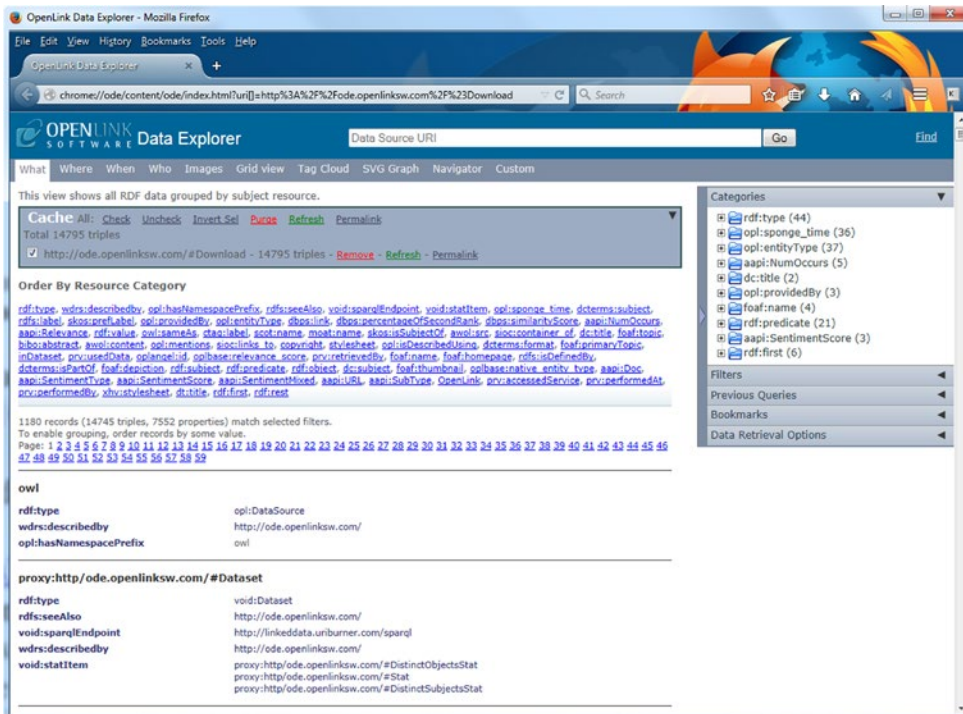 OpenLink Data Explorer - Mozilla Firefox
File Edit View History Bookmarks Tools Help
OpenLink Data Explorer
chrome://ode/content/ode/index.html?uri[]=http%3A%2F%2Fode.openlinksw.com%2F%23Download
Search
OPENLINK SOFTWARE Data Explorer
Data Source URI
Go
Find
What Where When Who Images Grid view Tag Cloud SVG Graph Navigator Custom
This view shows all RDF data grouped by subject resource.
Cache All: Check Uncheck Invert Sel Purge Refresh Permalink
Total 14795 triples
http://ode.openlinksw.com/#Download - 14795 triples - Remove - Refresh - Permalink
Order By Resource Category
rdf:type, wdrs:describedby, opl:hasNamespacePrefix, rdfs:seeAlso, void:sparqlEndpoint, void:statItem, opl:sponge_time, dcterms:subject,
rdfs:label, skos:prefLabel, opl:providedBy, opl:entityType, dbps:link, dbps:percentageOfSecondRank, dbps:similarityScore, aapi:NumOccurs,
aapi:Relevance, rdf:value, owl:sameAs, ctag:label, scot:name, moat:name, skos:isSubjectOf, awol:src, sioc:container_of, dc:title, foaf:topic,
bibo:abstract, awol:content, opl:mentions, sioc:links_to, copyright, stylesheet, opl:isDescribedUsing, dcterms:format, foaf:primaryTopic,
inDataset, prv:usedData, oplangel:id, oplbase:relevance_score, prv:retrievedBy, foaf:name, foaf:homepage, rdfs:isDefinedBy,
dcterms:isPartOf, foaf:depiction, rdf:subject, rdf:predicate, rdf:object, dc:subject, foaf:thumbnail, oplbase:native_entity_type, aapi:Doc,
aapi:SentimentType, aapi:SentimentScore, aapi:SentimentMixed, aapi:URL, aapi:SubType, OpenLink, prv:accessedService, prv:performedAt,
prv:performedBy, xhv:stylesheet, dt:title, rdf:first, rdf:rest
1180 records (14745 triples, 7552 properties) match selected filters.
To enable grouping, order records by some value.
Page: 1 2 3 4 5 6 7 8 9 10 11 12 13 14 15 16 17 18 19 20 21 22 23 24 25 26 27 28 29 30 31 32 33 34 35 36 37 38 39 40 41 42 43 44 45 46
47 48 49 50 51 52 53 54 55 56 57 58 59
owl
rdf:type opl:DataSource
wdrs:describedby http://ode.openlinksw.com/
opl:hasNamespacePrefix owl
proxy:http/ode.openlinksw.com/#Dataset
rdf:type void:Dataset
rdfs:seeAlso http://ode.openlinksw.com/
void:sparqlEndpoint http://linkeddata.uriburner.com/sparql
wdrs:describedby http://ode.openlinksw.com/
void:statItem proxy:http/ode.openlinksw.com/#DistinctObjectsStat
proxy:http/ode.openlinksw.com/#Stat
proxy:http/ode.openlinksw.com/#DistinctSubjectsStat
Categories
rdf:type (44)
opl:sponge_time (36)
opl:entityType (37)
aapi:NumOccurs (5)
dc:title (2)
opl:providedBy (3)
foaf:name (4)
rdf:predicate (21)
aapi:SentimentScore (3)
rdf:first (6)
Filters
Previous Queries
Bookmarks
Data Retrieval Options